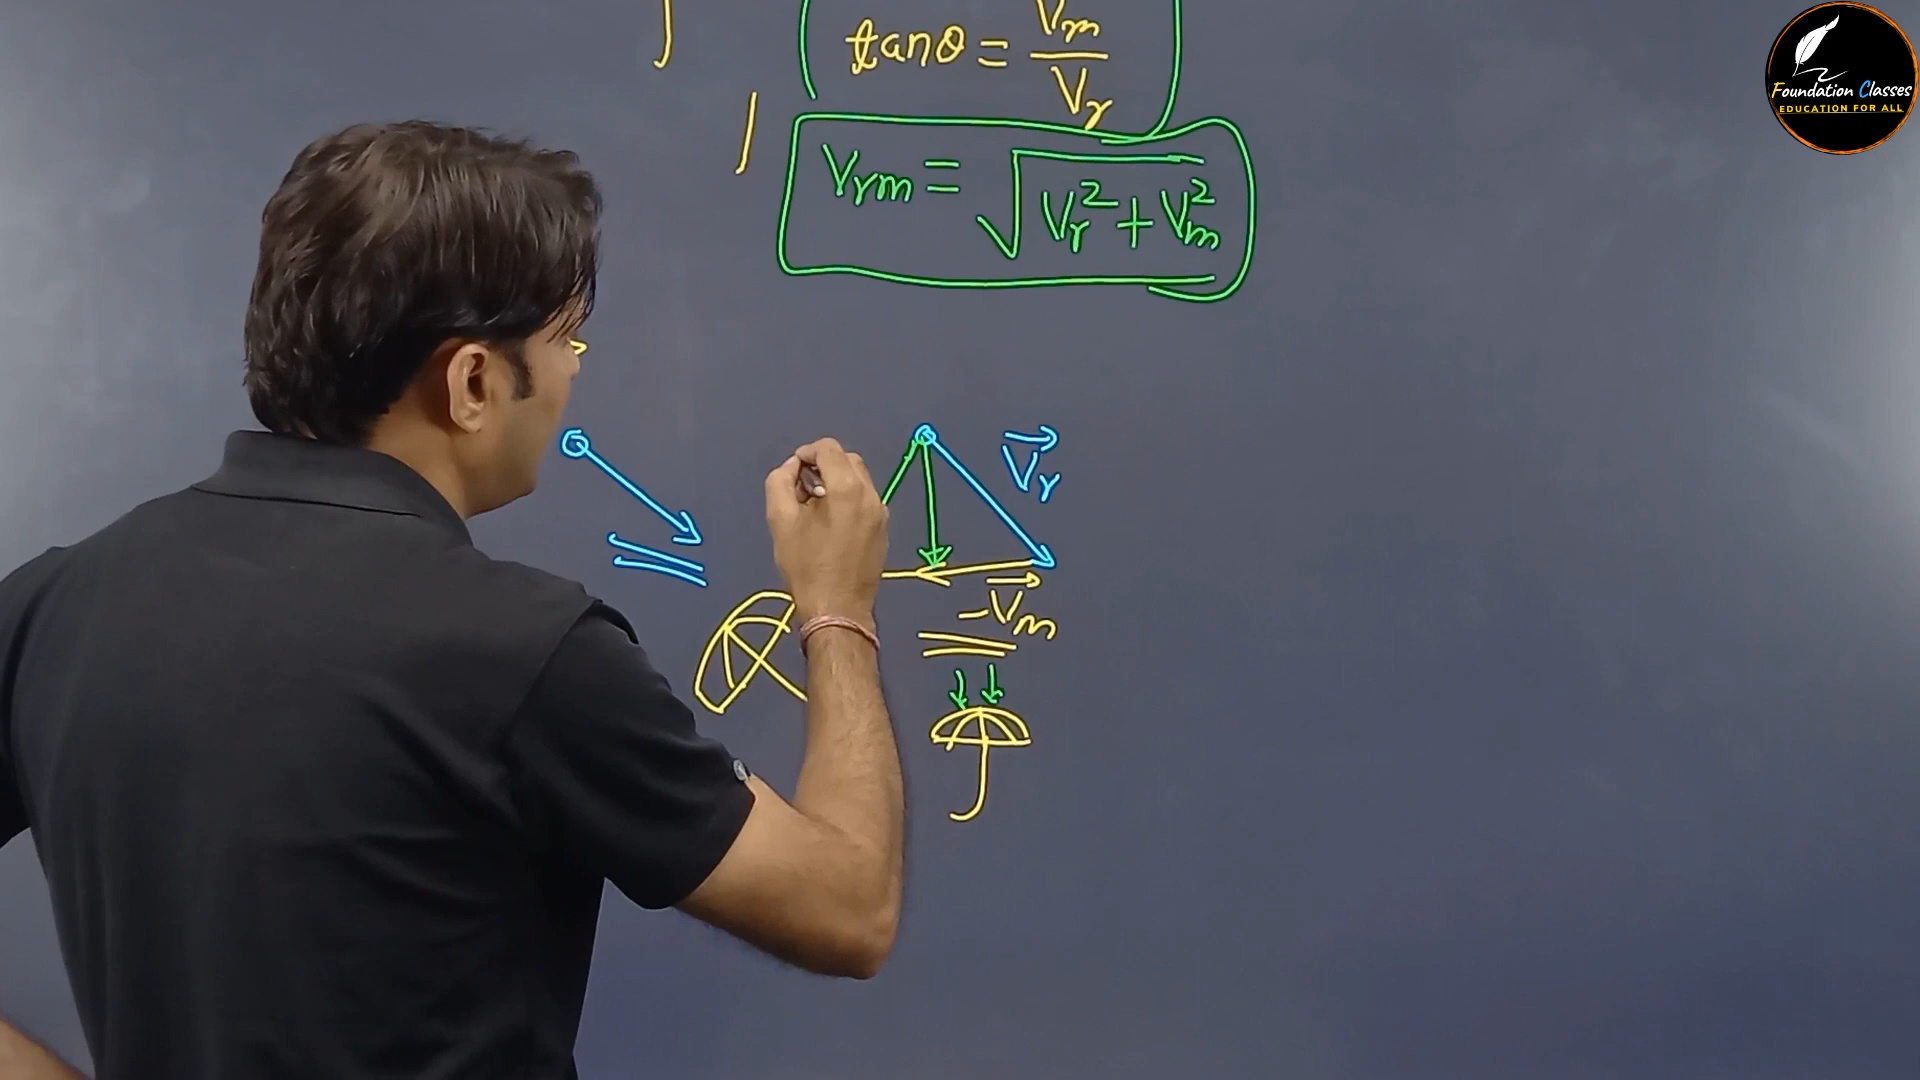 tanθ = Vm / Vr
Vrm = √(Vr² + Vm²)
Vr
-Vm
Foundation Classes
EDUCATION FOR ALL